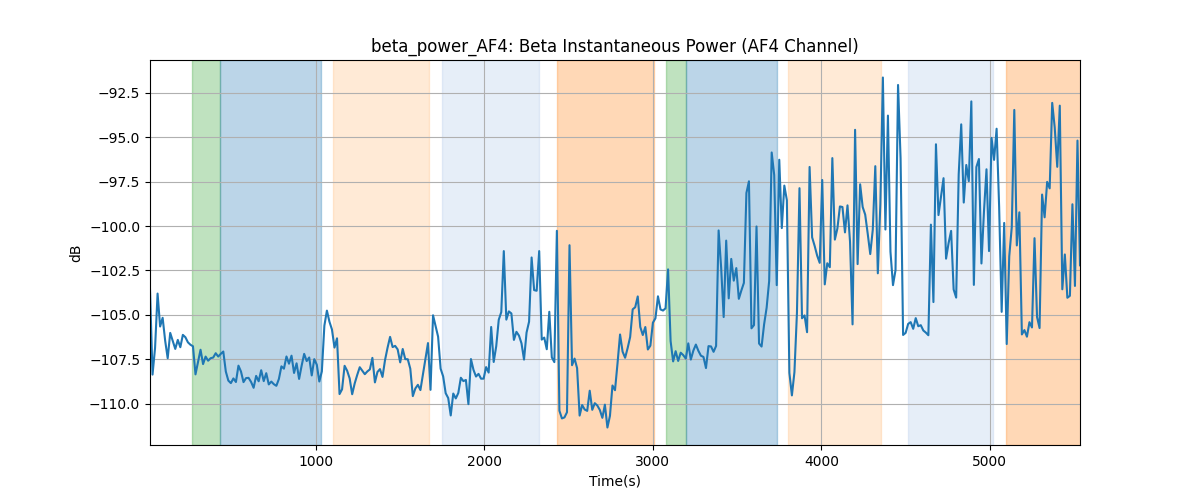 beta_power_AF4: Beta Instantaneous Power (AF4 Channel)
−92.5
−95.0
−97.5
−100.0
−102.5
−105.0
−107.5
−110.0
dB
1000 2000 3000 4000 5000
Time(s)